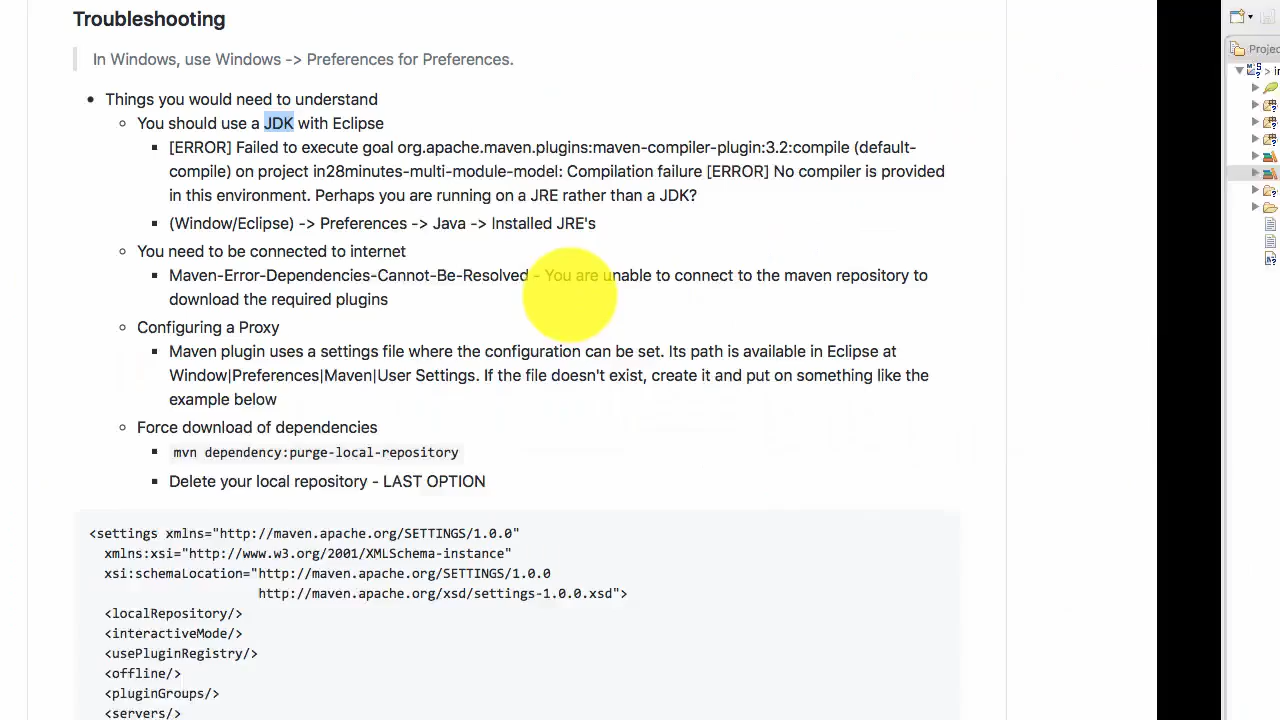 Troubleshooting
In Windows, use Windows -> Preferences for Preferences.
Things you would need to understand
You should use a JDK with Eclipse
[ERROR] Failed to execute goal org.apache.maven.plugins:maven-compiler-plugin:3.2:compile (default-
compile) on project in28minutes-multi-module-model: Compilation failure [ERROR] No compiler is provided
in this environment. Perhaps you are running on a JRE rather than a JDK?
(Window/Eclipse) -> Preferences -> Java -> Installed JRE's
You need to be connected to internet
Maven-Error-Dependencies-Cannot-Be-Resolved - You are unable to connect to the maven repository to
download the required plugins
Configuring a Proxy
Maven plugin uses a settings file where the configuration can be set. Its path is available in Eclipse at
Window|Preferences|Maven|User Settings. If the file doesn't exist, create it and put on something like the
example below
Force download of dependencies
mvn dependency:purge-local-repository
Delete your local repository - LAST OPTION
<settings xmlns="http://maven.apache.org/SETTINGS/1.0.0"
xmlns:xsi="http://www.w3.org/2001/XMLSchema-instance"
xsi:schemaLocation="http://maven.apache.org/SETTINGS/1.0.0
http://maven.apache.org/xsd/settings-1.0.0.xsd">
<localRepository/>
<interactiveMode/>
<usePluginRegistry/>
<offline/>
<pluginGroups/>
<servers/>
Projec
> in